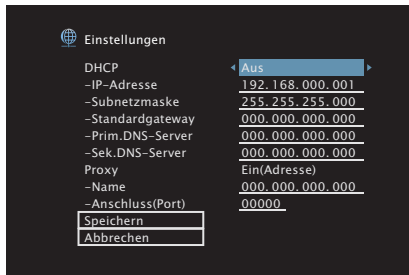 Einstellungen
DHCP Aus
–IP–Adresse 192.168.000.001
–Subnetzmaske 255.255.255.000
–Standardgateway 000.000.000.000
–Prim.DNS–Server 000.000.000.000
–Sek.DNS–Server 000.000.000.000
Proxy Ein(Adresse)
–Name 000.000.000.000
–Anschluss(Port) 00000
Speichern
Abbrechen